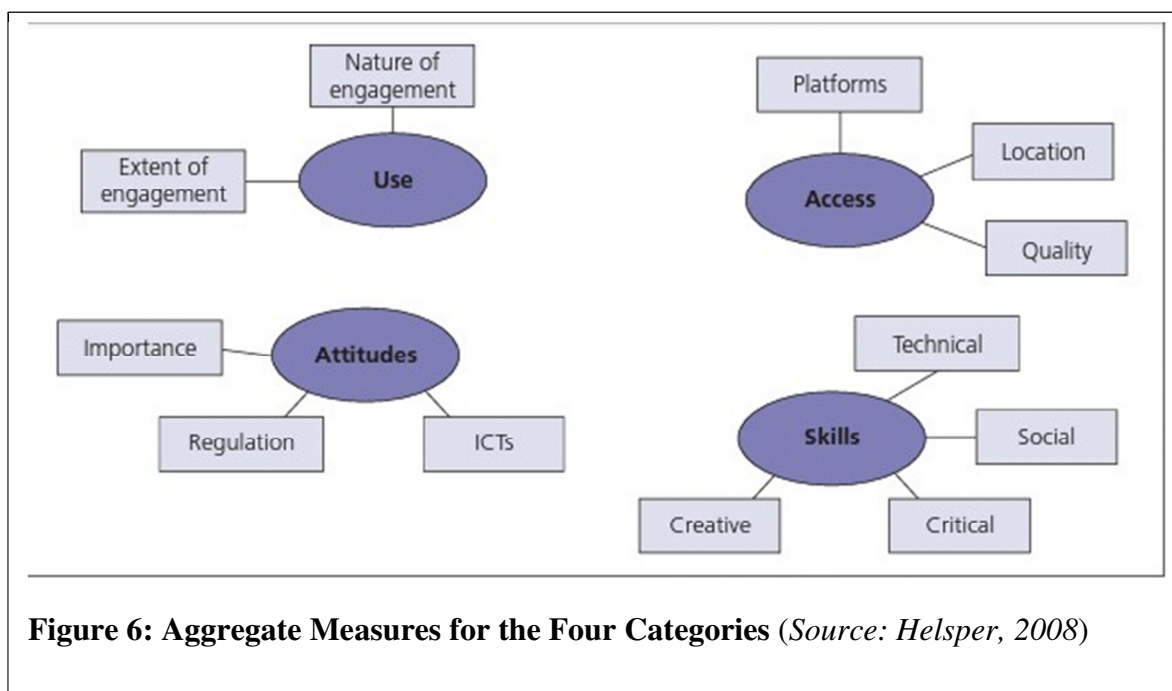 Nature of
engagement
Extent of
engagement
Use
Platforms
Location
Access
Quality
Importance
Attitudes
Regulation
ICTs
Technical
Skills
Social
Creative
Critical
Figure 6: Aggregate Measures for the Four Categories (Source: Helsper, 2008)